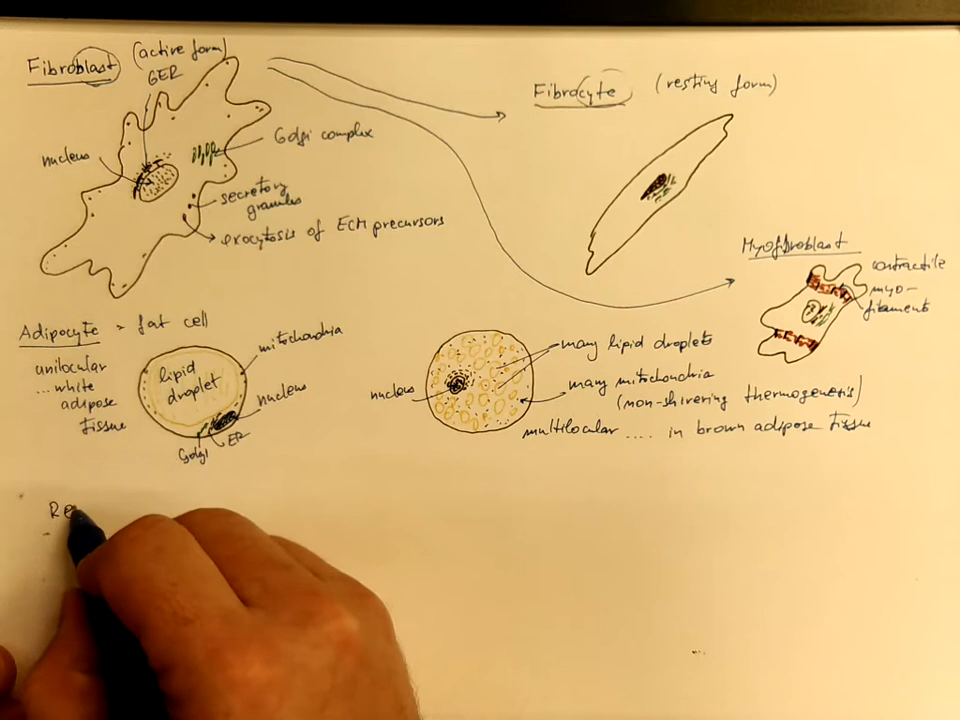 Fibroblast (active form)
GER
nucleus
Golgi complex
secretory
granules
exocytosis of ECM precursors
Fibrocyte (resting form)
Myofibroblast
contractile
myo-
filaments
Adipocyte = fat cell
unilocular
... white
adipose
tissue
lipid
droplet
mitochondria
nucleus
ER
Golgi
nucleus
many lipid droplets
many mitochondria
(non-shivering thermogenesis)
multilocular .... in brown adipose tissue
Re